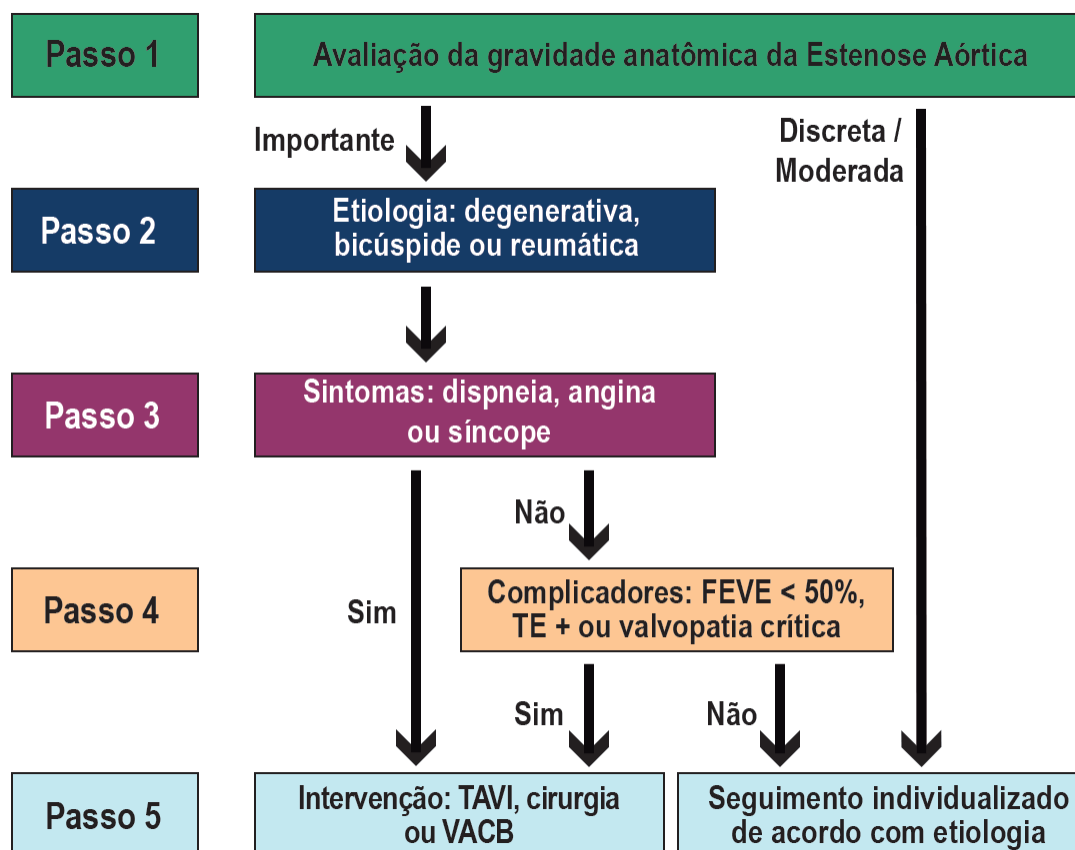 Passo 1
Avaliação da gravidade anatômica da Estenose Aórtica
Importante
Discreta /
Moderada
Passo 2
Etiologia: degenerativa,
bicúspide ou reumática
Passo 3
Sintomas: dispneia, angina
ou síncope
Não
Passo 4
Complicadores: FEVE < 50%,
TE + ou valvopatia crítica
Sim
Sim
Não
Passo 5
Intervenção: TAVI, cirurgia
ou VACB
Seguimento individualizado
de acordo com etiologia